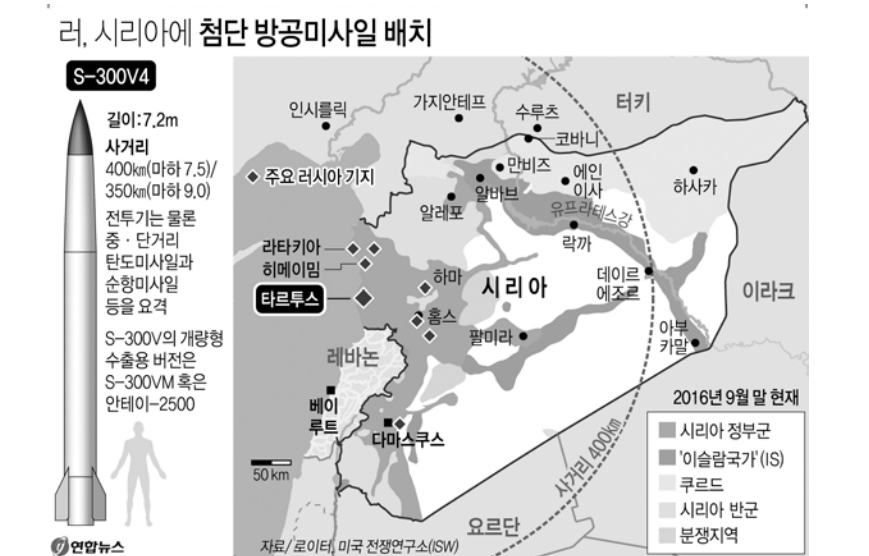 러, 시리아에 첨단 방공미사일 배치
S-300V4
길이:7.2m
사거리
400㎞(마하 7.5)/
350㎞(마하 9.0)
전투기는 물론
중·단거리
탄도미사일과
순항미사일
등을 요격
S-300V의 개량형
수출용 버전은
S-300VM 혹은
안테이-2500
연합뉴스
인시를릭
가지안테프
수루츠
터키
코바니
주요 러시아 기지
만비즈
에인
이사
하사카
알레포
알바브
유프라테스강
락까
라타키아
히메이밈
타르투스
하마
시리아
데이르
에조르
이라크
홈스
팔미라
아부
카말
레바논
베이
루트
다마스쿠스
50 km
사거리 400㎞
요르단
2016년 9월 말 현재
시리아 정부군
'이슬람국가'(IS)
쿠르드
시리아 반군
분쟁지역
자료/ 로이터, 미국 전쟁연구소(ISW)